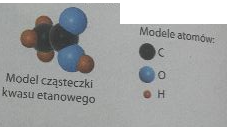 Modele atomów:
C
O
H
Model cząsteczki
kwasu etanowego